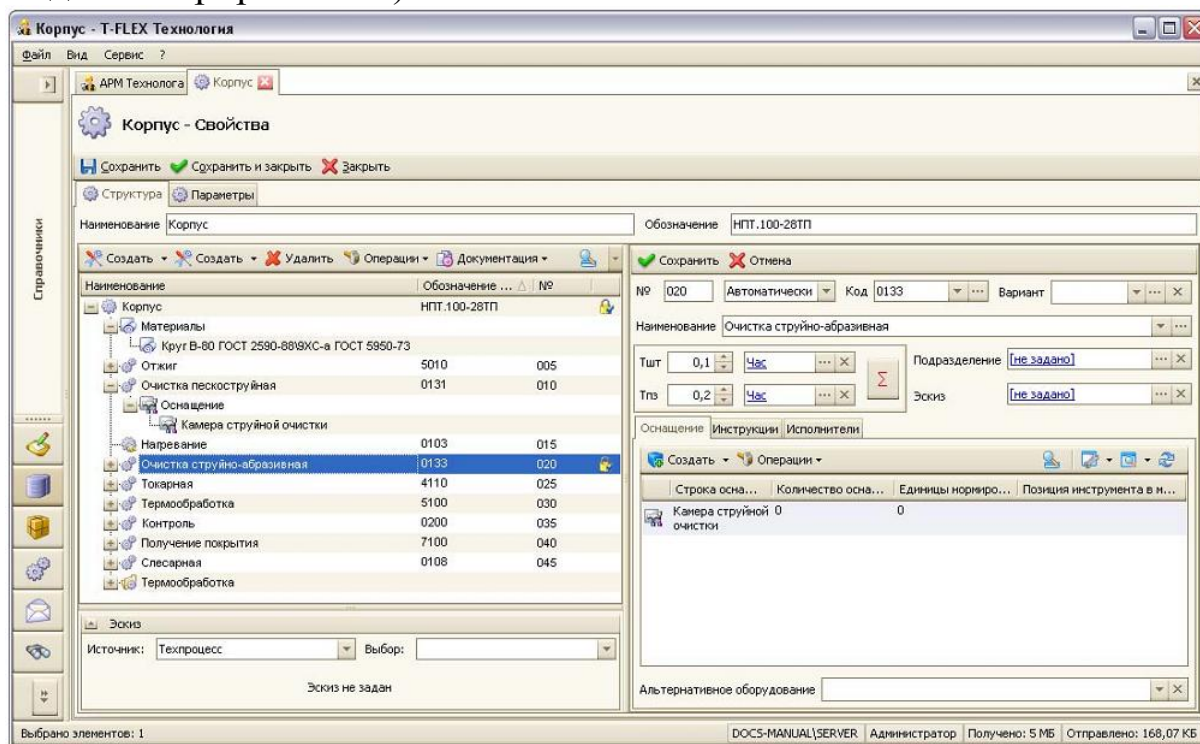 Корпус - T-FLEX Технология
Файл Вид Сервис ?
АРМ Технолога Корпус
Корпус - Свойства
Сохранить Сохранить и закрыть Закрыть
Структура Параметры
Наименование Корпус Обозначение НПТ.100-28ТП
Справочники
Создать Создать Удалить Операции Документация
Наименование Обозначение ... №
Корпус НПТ.100-28ТП
Материалы
Круг В-80 ГОСТ 2590-88\9ХС-а ГОСТ 5950-73
Отжиг 5010 005
Очистка пескоструйная 0131 010
Оснащение
Камера струйной очистки
Нагревание 0103 015
Очистка струйно-абразивная 0133 020
Токарная 4110 025
Термообработка 5100 030
Контроль 0200 035
Получение покрытия 7100 040
Слесарная 0108 045
Термообработка
Эскиз
Источник: Техпроцесс Выбор:
Эскиз не задан
Сохранить Отмена
№ 020 Автоматически Код 0133 Вариант
Наименование Очистка струйно-абразивная
Тшт 0,1 Час Σ Подразделение [не задано]
Тпз 0,2 Час Эскиз [не задано]
Оснащение Инструкции Исполнители
Создать Операции
Строка осна... Количество осна... Единицы нормиро... Позиция инструмента в м...
Камера струйной очистки 0 0
Альтернативное оборудование
Выбрано элементов: 1 DOCS-MANUAL\SERVER Администратор Получено: 5 МБ Отправлено: 168,07 КБ